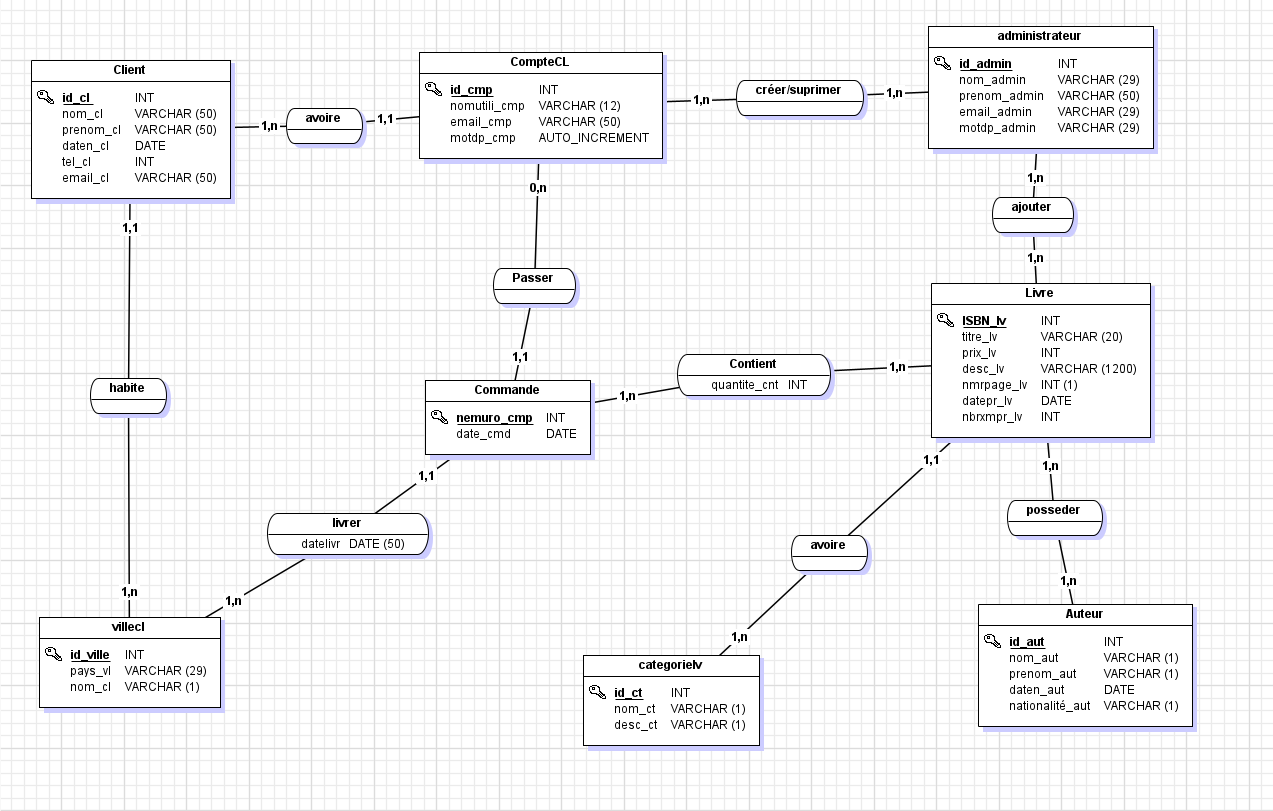 administrateur
id_admin INT
nom_admin VARCHAR (29)
prenom_admin VARCHAR (50)
email_admin VARCHAR (29)
motdp_admin VARCHAR (29)
CompteCL
id_cmp INT
nomutili_cmp VARCHAR (12)
email_cmp VARCHAR (50)
motdp_cmp AUTO_INCREMENT
Client
id_cl INT
nom_cl VARCHAR (50)
prenom_cl VARCHAR (50)
daten_cl DATE
tel_cl INT
email_cl VARCHAR (50)
1,n
avoire
1,1
1,n
créer/suprimer
1,n
1,n
ajouter
1,n
0,n
Passer
1,1
1,1
habite
1,n
Livre
ISBN_lv INT
titre_lv VARCHAR (20)
prix_lv INT
desc_lv VARCHAR (1200)
nmrpage_lv INT (1)
datepr_lv DATE
nbrxmpr_lv INT
Contient
quantite_cnt INT
1,n
1,n
Commande
nemuro_cmp INT
date_cmd DATE
1,1
livrer
datelivr DATE (50)
1,n
1,1
avoire
1,n
1,n
posseder
1,n
villecl
id_ville INT
pays_vl VARCHAR (29)
nom_cl VARCHAR (1)
categorielv
id_ct INT
nom_ct VARCHAR (1)
desc_ct VARCHAR (1)
Auteur
id_aut INT
nom_aut VARCHAR (1)
prenom_aut VARCHAR (1)
daten_aut DATE
nationalité_aut VARCHAR (1)